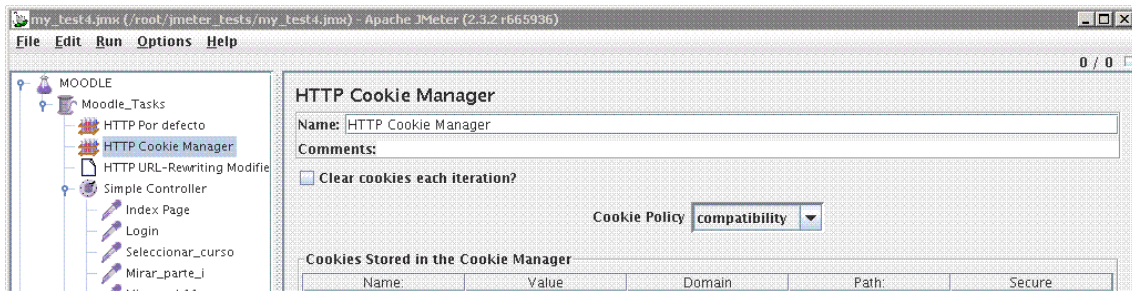 my_test4.jmx (/root/jmeter_tests/my_test4.jmx) - Apache JMeter (2.3.2 r665936)
File Edit Run Options Help
0 / 0
MOODLE
Moodle_Tasks
HTTP Por defecto
HTTP Cookie Manager
HTTP URL-Rewriting Modifie
Simple Controller
Index Page
Login
Seleccionar_curso
Mirar_parte_i
HTTP Cookie Manager
Name: HTTP Cookie Manager
Comments:
Clear cookies each iteration?
Cookie Policy compatibility
Cookies Stored in the Cookie Manager
Name: Value Domain Path: Secure